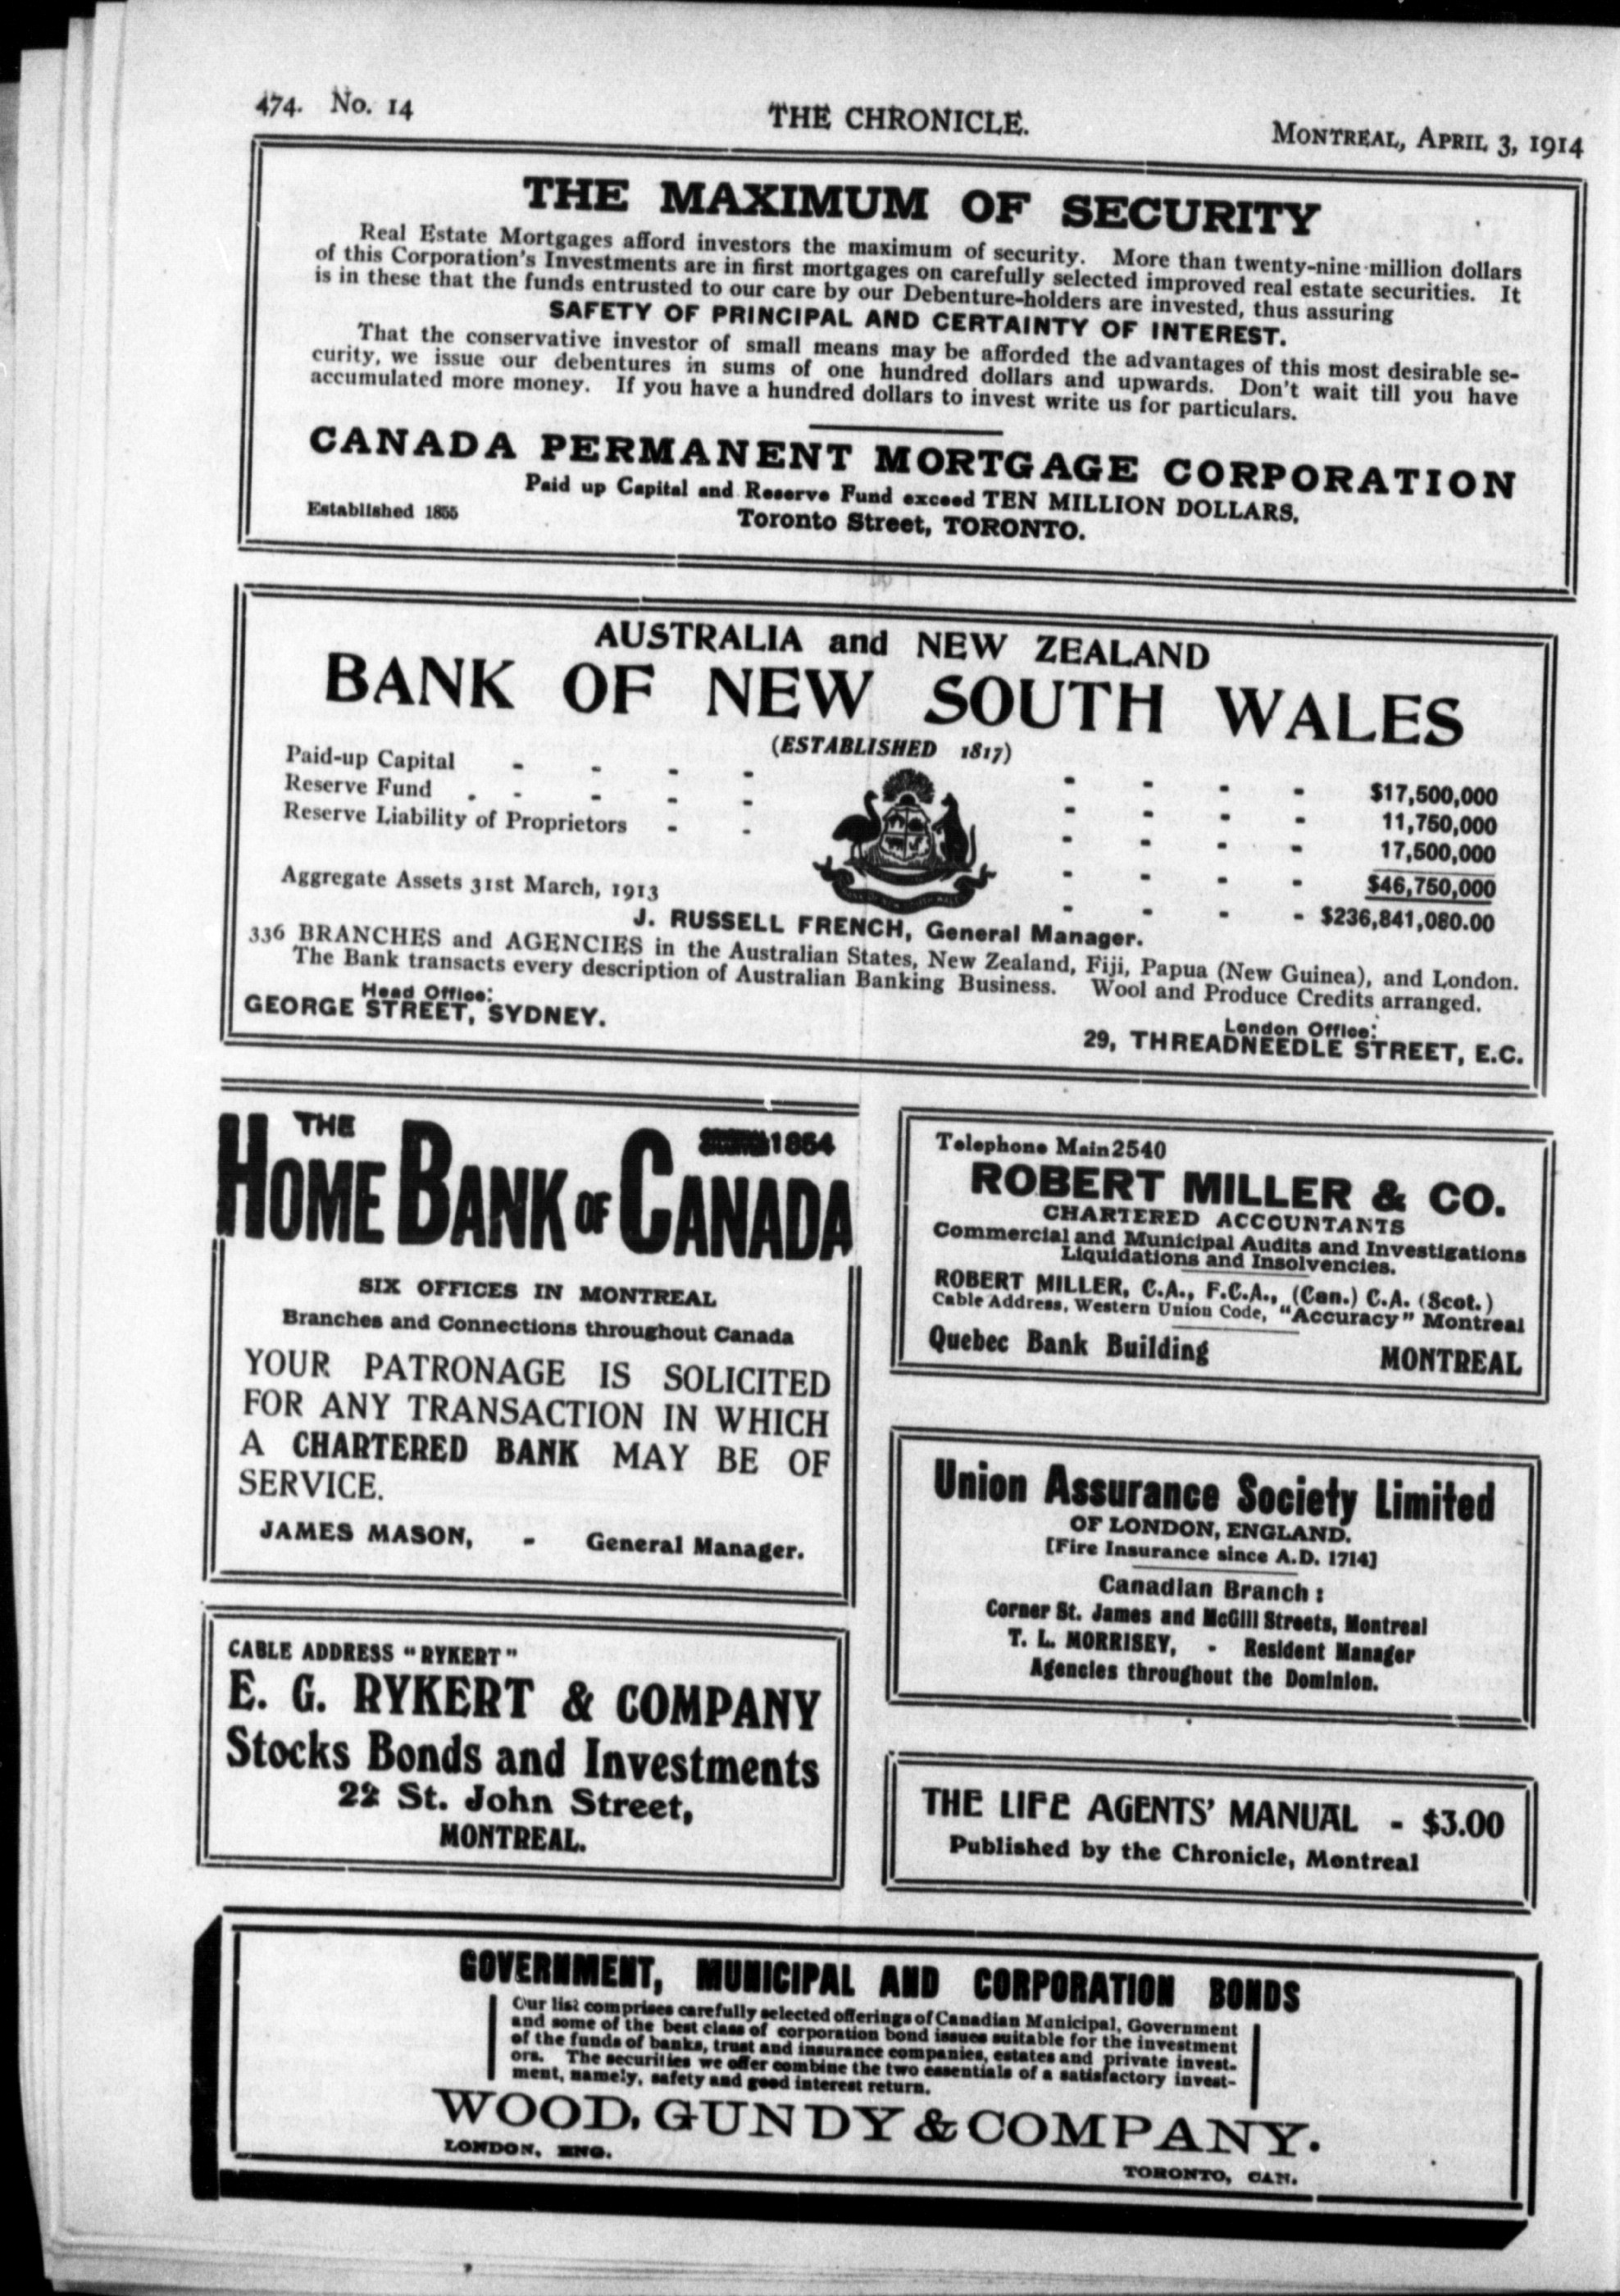 474. No. 14
THE CHRONICLE.
MONTREAL, APRIL 3, 1914
THE MAXIMUM OF SECURITY
Real Estate Mortgages afford investors the maximum of security. More than twenty-nine million dollars
of this Corporation's Investments are in first mortgages on carefully selected improved real estate securities. It
is in these that the funds entrusted to our care by our Debenture-holders are invested, thus assuring
SAFETY OF PRINCIPAL AND CERTAINTY OF INTEREST.
That the conservative investor of small means may be afforded the advantages of this most desirable se-
curity, we issue our debentures in sums of one hundred dollars and upwards. Don't wait till you have
accumulated more money. If you have a hundred dollars to invest write us for particulars.
CANADA PERMANENT MORTGAGE CORPORATION
Paid up Capital and Reserve Fund exceed TEN MILLION DOLLARS.
Established 1855
Toronto Street, TORONTO.
AUSTRALIA and NEW ZEALAND
BANK OF NEW SOUTH WALES
(ESTABLISHED 1817)
Paid-up Capital - - - - - - - - $17,500,000
Reserve Fund - - - - - - - - - 11,750,000
Reserve Liability of Proprietors - - - - - - 17,500,000
$46,750,000
Aggregate Assets 31st March, 1913 - - - - $236,841,080.00
J. RUSSELL FRENCH, General Manager.
336 BRANCHES and AGENCIES in the Australian States, New Zealand, Fiji, Papua (New Guinea), and London.
The Bank transacts every description of Australian Banking Business. Wool and Produce Credits arranged.
Head Office:
GEORGE STREET, SYDNEY.
London Office:
29, THREADNEEDLE STREET, E.C.
THE
1854
HOME BANK OF CANADA
SIX OFFICES IN MONTREAL
Branches and Connections throughout Canada
YOUR PATRONAGE IS SOLICITED
FOR ANY TRANSACTION IN WHICH
A CHARTERED BANK MAY BE OF
SERVICE.
JAMES MASON, - General Manager.
CABLE ADDRESS "RYKERT"
E. G. RYKERT & COMPANY
Stocks Bonds and Investments
22 St. John Street,
MONTREAL.
Telephone Main 2540
ROBERT MILLER & CO.
CHARTERED ACCOUNTANTS
Commercial and Municipal Audits and Investigations
Liquidations and Insolvencies.
ROBERT MILLER, C.A., F.C.A., (Can.) C.A. (Scot.)
Cable Address, Western Union Code, "Accuracy" Montreal
Quebec Bank Building MONTREAL
Union Assurance Society Limited
OF LONDON, ENGLAND.
[Fire Insurance since A.D. 1714]
Canadian Branch:
Corner St. James and McGill Streets, Montreal
T. L. MORRISEY, - Resident Manager
Agencies throughout the Dominion.
THE LIFE AGENTS' MANUAL - $3.00
Published by the Chronicle, Montreal
GOVERNMENT, MUNICIPAL AND CORPORATION BONDS
Our list comprises carefully selected offerings of Canadian Municipal, Government
and some of the best class of corporation bond issues suitable for the investment
of the funds of banks, trust and insurance companies, estates and private invest-
ors. The securities we offer combine the two essentials of a satisfactory invest-
ment, namely, safety and good interest return.
WOOD, GUNDY & COMPANY.
LONDON, ENG.
TORONTO, CAN.